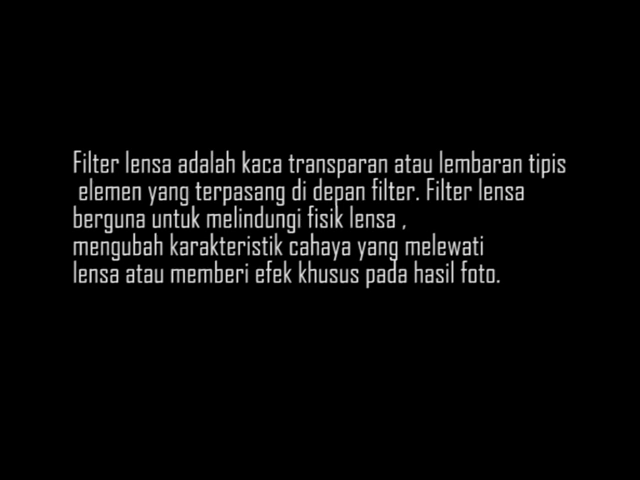 Filter lensa adalah kaca transparan atau lembaran tipis
elemen yang terpasang di depan filter. Filter lensa
berguna untuk melindungi fisik lensa ,
mengubah karakteristik cahaya yang melewati
lensa atau memberi efek khusus pada hasil foto.